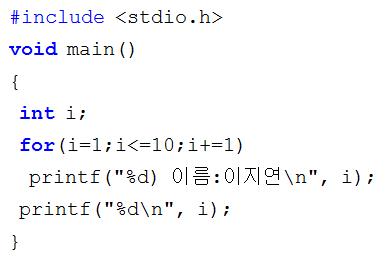 #include <stdio.h>
void main()
{
int i;
for(i=1;i<=10;i+=1)
printf("%d) 이름:이지연\n", i);
printf("%d\n", i);
}